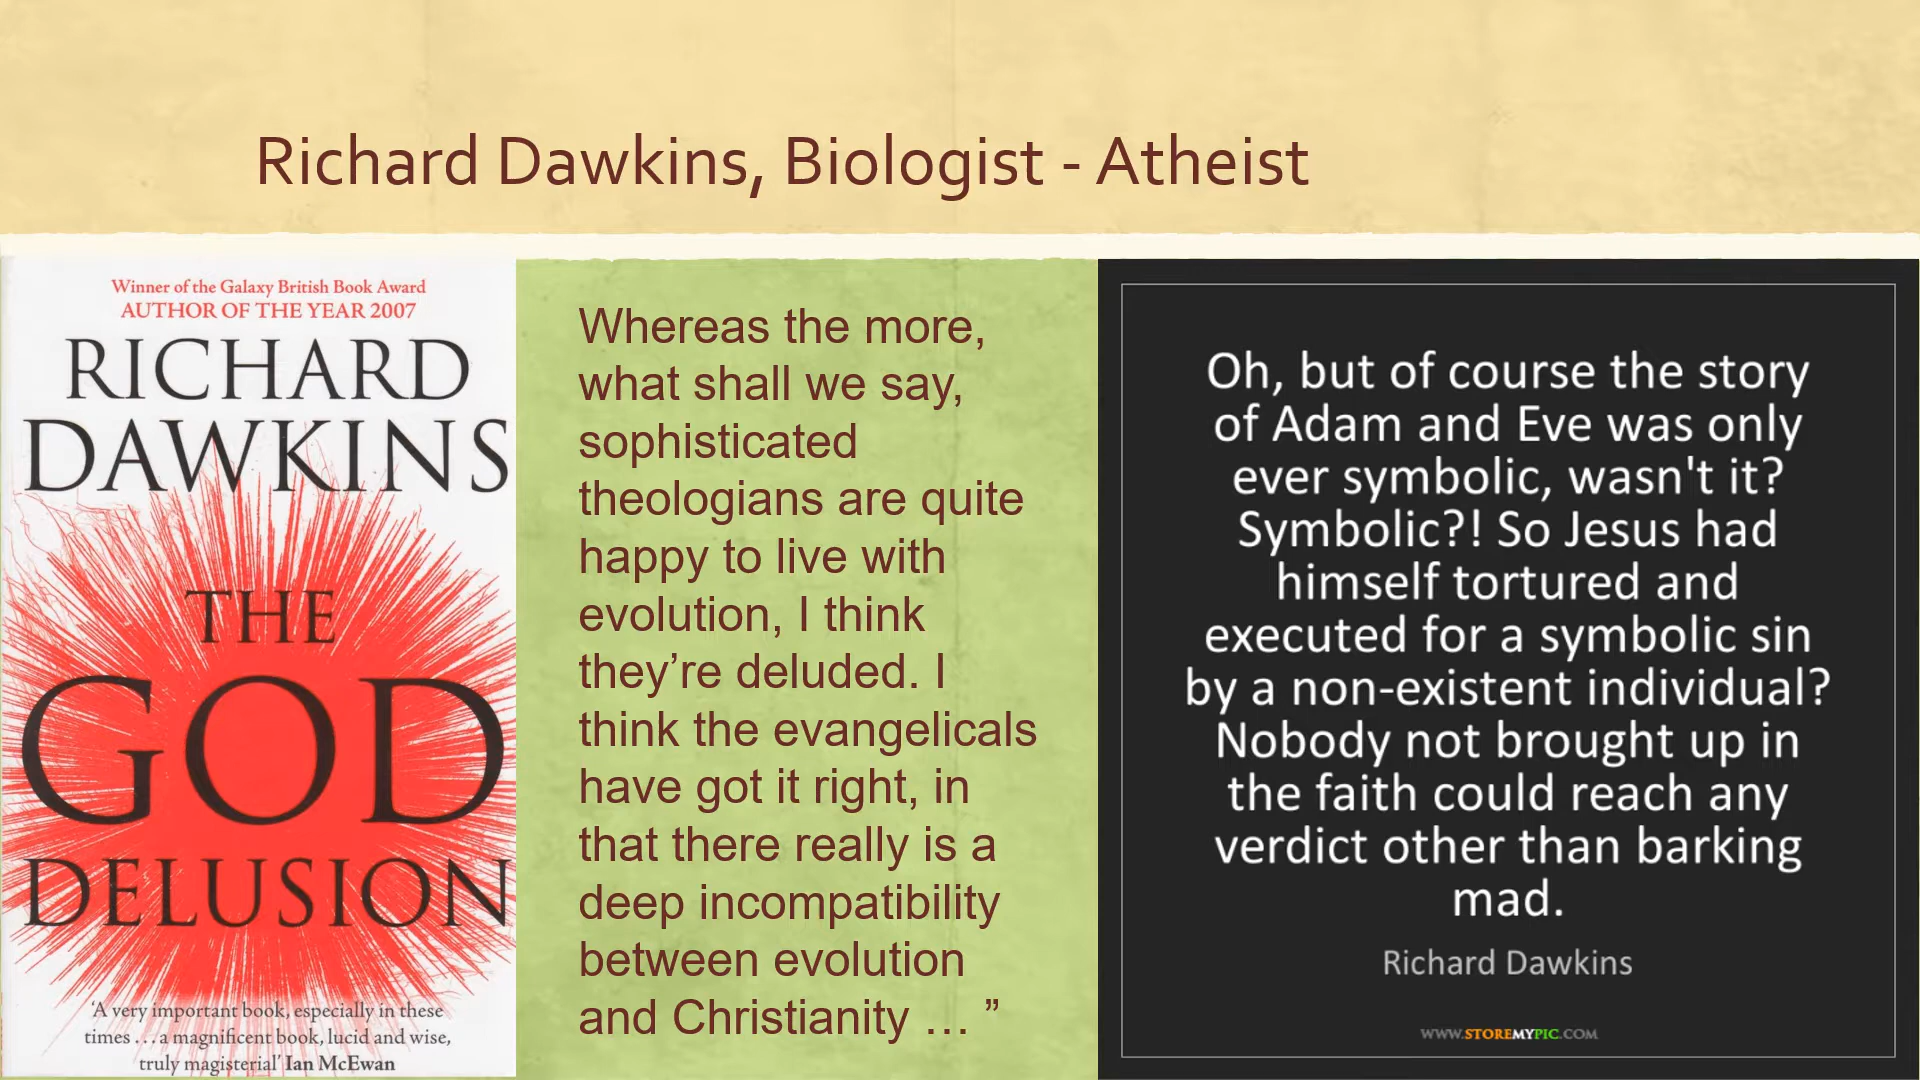 Richard Dawkins, Biologist - Atheist
Winner of the Galaxy British Book Award
AUTHOR OF THE YEAR 2007
RICHARD
DAWKINS
THE
GOD
DELUSION
‘A very important book, especially in these
times . . . a magnificent book, lucid and wise,
truly magisterial’ Ian McEwan
Whereas the more,
what shall we say,
sophisticated
theologians are quite
happy to live with
evolution, I think
they’re deluded. I
think the evangelicals
have got it right, in
that there really is a
deep incompatibility
between evolution
and Christianity … ”
Oh, but of course the story
of Adam and Eve was only
ever symbolic, wasn't it?
Symbolic?! So Jesus had
himself tortured and
executed for a symbolic sin
by a non-existent individual?
Nobody not brought up in
the faith could reach any
verdict other than barking
mad.
Richard Dawkins
WWW.STOREMYPIC.COM